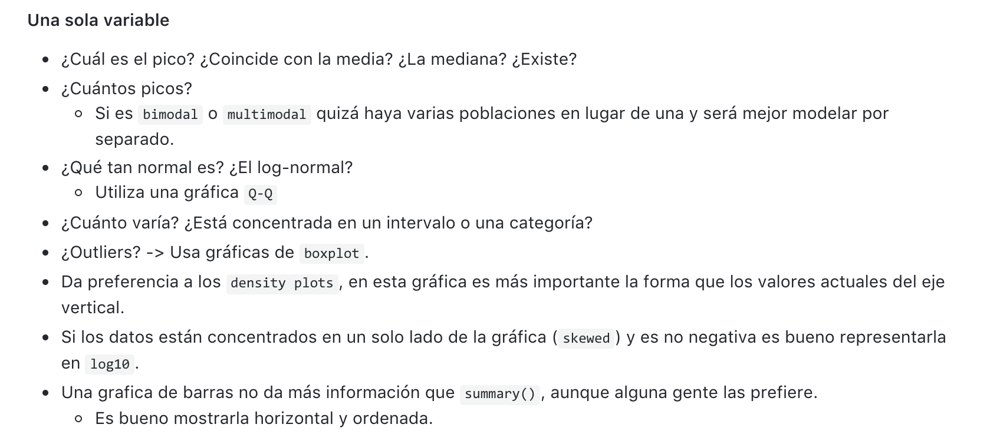 Una sola variable
¿Cuál es el pico? ¿Coincide con la media? ¿La mediana? ¿Existe?
¿Cuántos picos?
Si es bimodal o multimodal quizá haya varias poblaciones en lugar de una y será mejor modelar por
separado.
¿Qué tan normal es? ¿El log-normal?
Utiliza una gráfica Q-Q
¿Cuánto varía? ¿Está concentrada en un intervalo o una categoría?
¿Outliers? -> Usa gráficas de boxplot.
Da preferencia a los density plots, en esta gráfica es más importante la forma que los valores actuales del eje
vertical.
Si los datos están concentrados en un solo lado de la gráfica (skewed) y es no negativa es bueno representarla
en log10.
Una grafica de barras no da más información que summary(), aunque alguna gente las prefiere.
Es bueno mostrarla horizontal y ordenada.